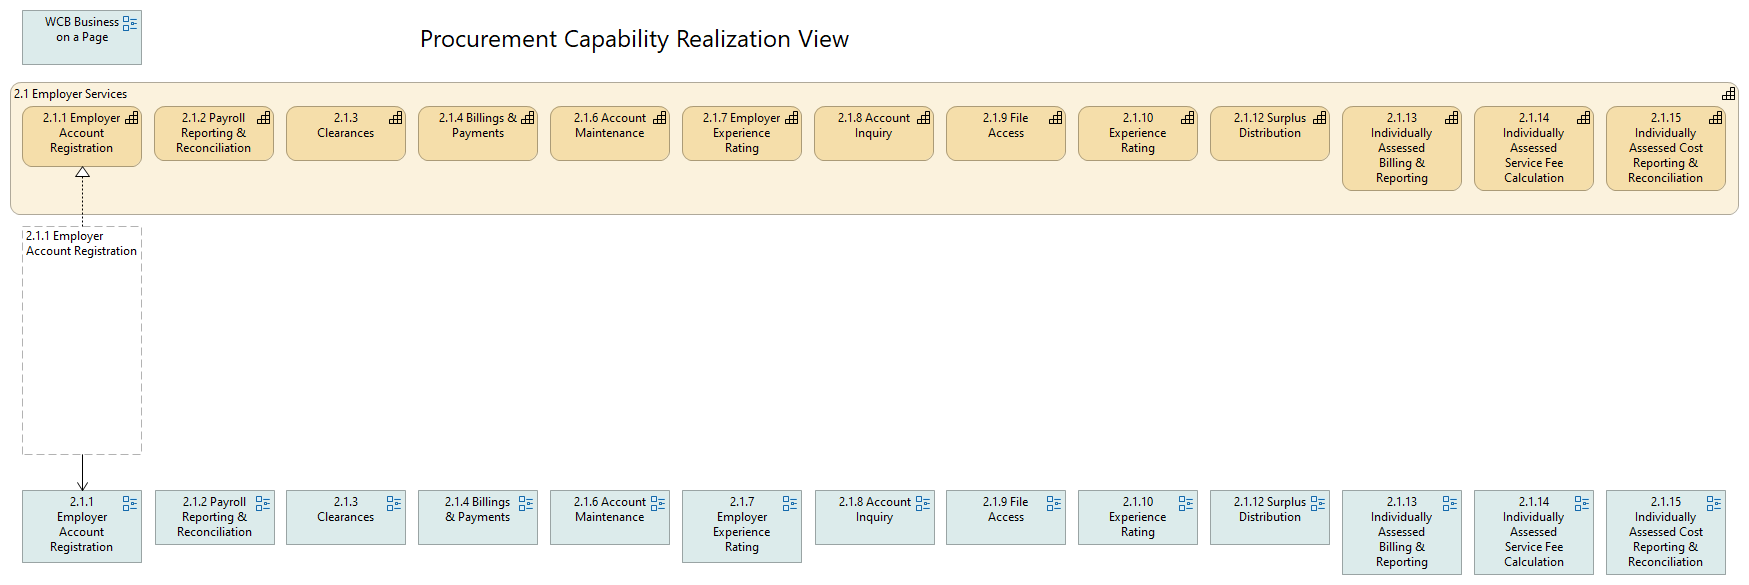 WCB Business
on a Page
Procurement Capability Realization View
2.1 Employer Services
2.1.1 Employer
Account
Registration
2.1.2 Payroll
Reporting &
Reconciliation
2.1.3
Clearances
2.1.4 Billings &
Payments
2.1.6 Account
Maintenance
2.1.7 Employer
Experience
Rating
2.1.8 Account
Inquiry
2.1.9 File
Access
2.1.10
Experience
Rating
2.1.12 Surplus
Distribution
2.1.13
Individually
Assessed
Billing &
Reporting
2.1.14
Individually
Assessed
Service Fee
Calculation
2.1.15
Individually
Assessed Cost
Reporting &
Reconciliation
2.1.1 Employer
Account Registration
2.1.1
Employer
Account
Registration
2.1.2 Payroll
Reporting &
Reconciliation
2.1.3
Clearances
2.1.4 Billings
& Payments
2.1.6 Account
Maintenance
2.1.7
Employer
Experience
Rating
2.1.8 Account
Inquiry
2.1.9 File
Access
2.1.10
Experience
Rating
2.1.12 Surplus
Distribution
2.1.13
Individually
Assessed
Billing &
Reporting
2.1.14
Individually
Assessed
Service Fee
Calculation
2.1.15
Individually
Assessed Cost
Reporting &
Reconciliation